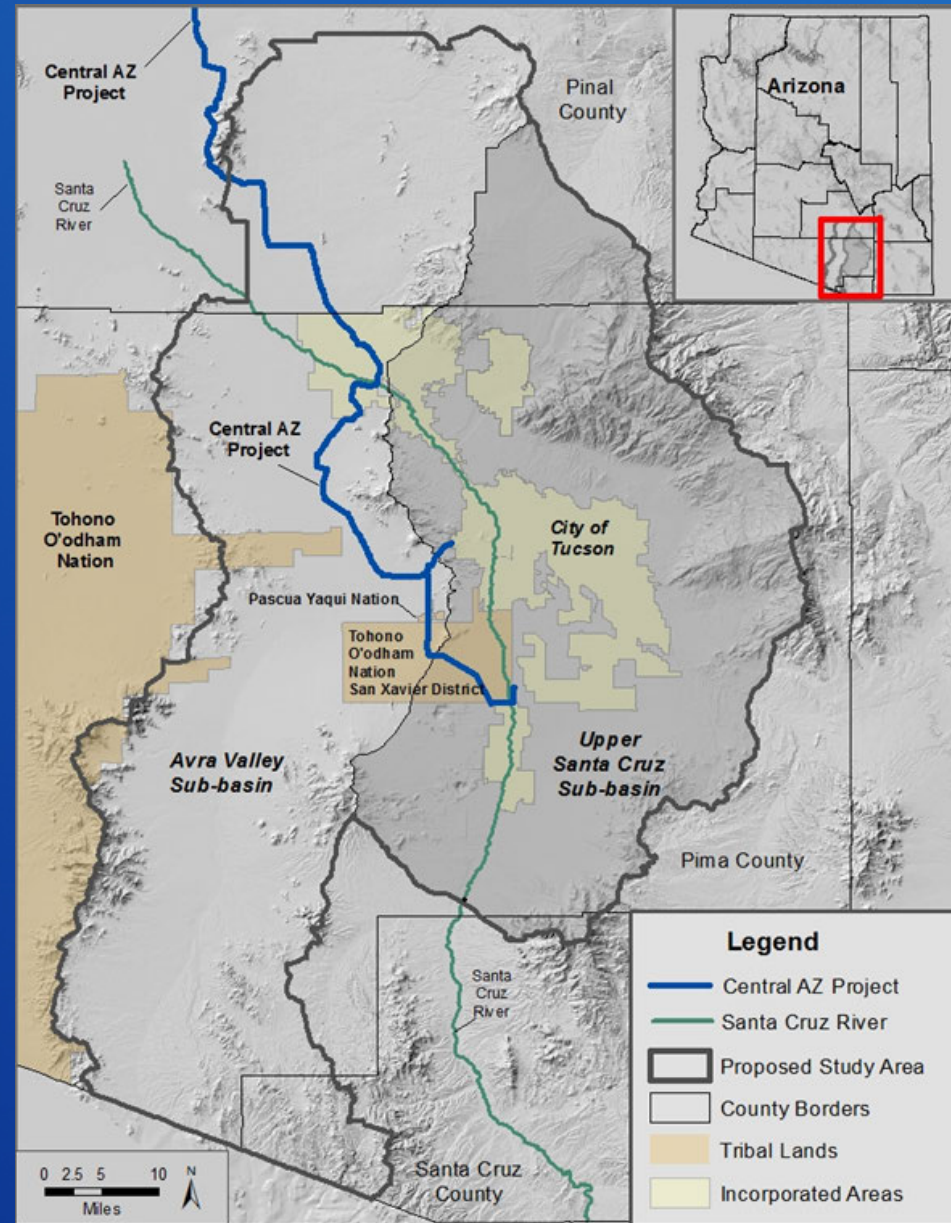 Central AZ
Project
Pinal
County
Arizona
Santa
Cruz
River
Central AZ
Project
Tohono
O'odham
Nation
City of
Tucson
Pascua Yaqui Nation
Tohono
O'odham
Nation
San Xavier District
Avra Valley
Sub-basin
Upper
Santa Cruz
Sub-basin
Pima County
Santa
Cruz
River
Santa Cruz
County
0 2.5 5 10
Miles
N
Legend
Central AZ Project
Santa Cruz River
Proposed Study Area
County Borders
Tribal Lands
Incorporated Areas